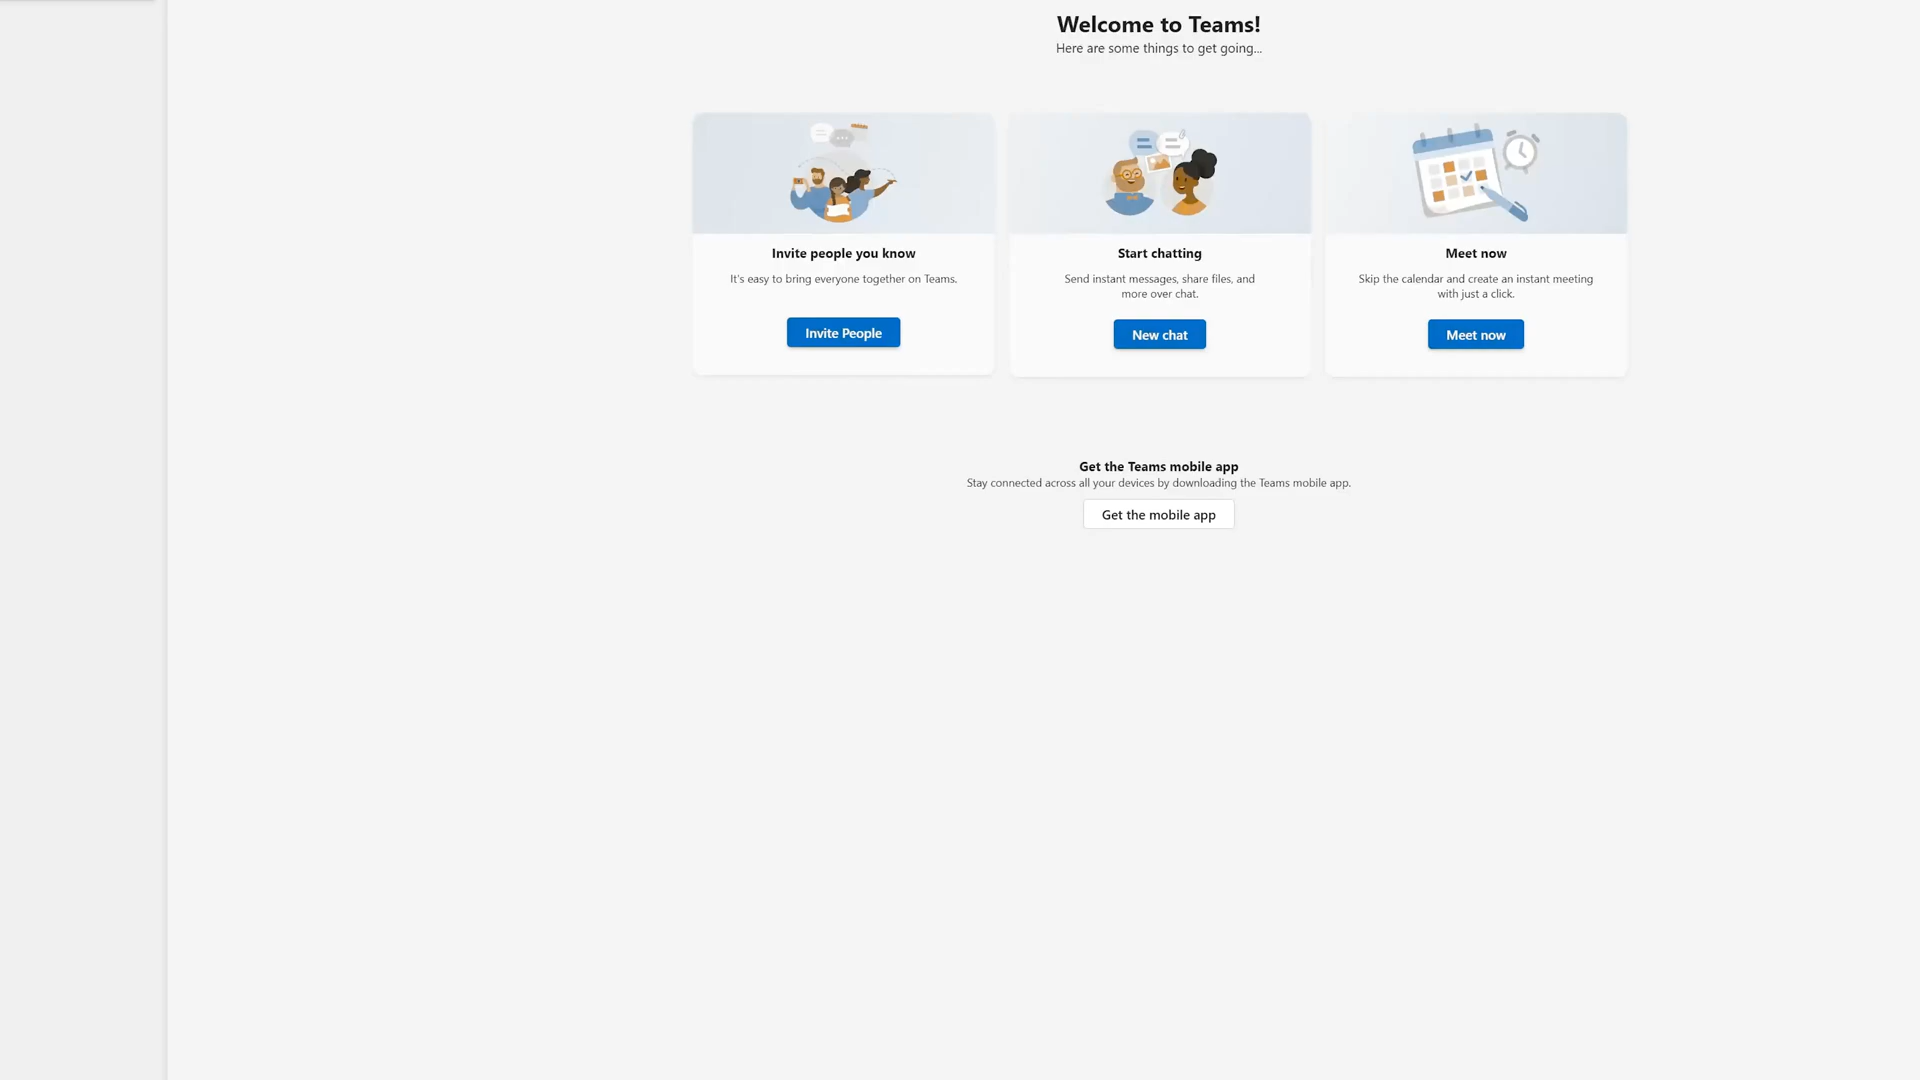 Welcome to Teams!
Here are some things to get going...
Invite people you know
It's easy to bring everyone together on Teams.
Invite People
Start chatting
Send instant messages, share files, and
more over chat.
New chat
Meet now
Skip the calendar and create an instant meeting
with just a click.
Meet now
Get the Teams mobile app
Stay connected across all your devices by downloading the Teams mobile app.
Get the mobile app